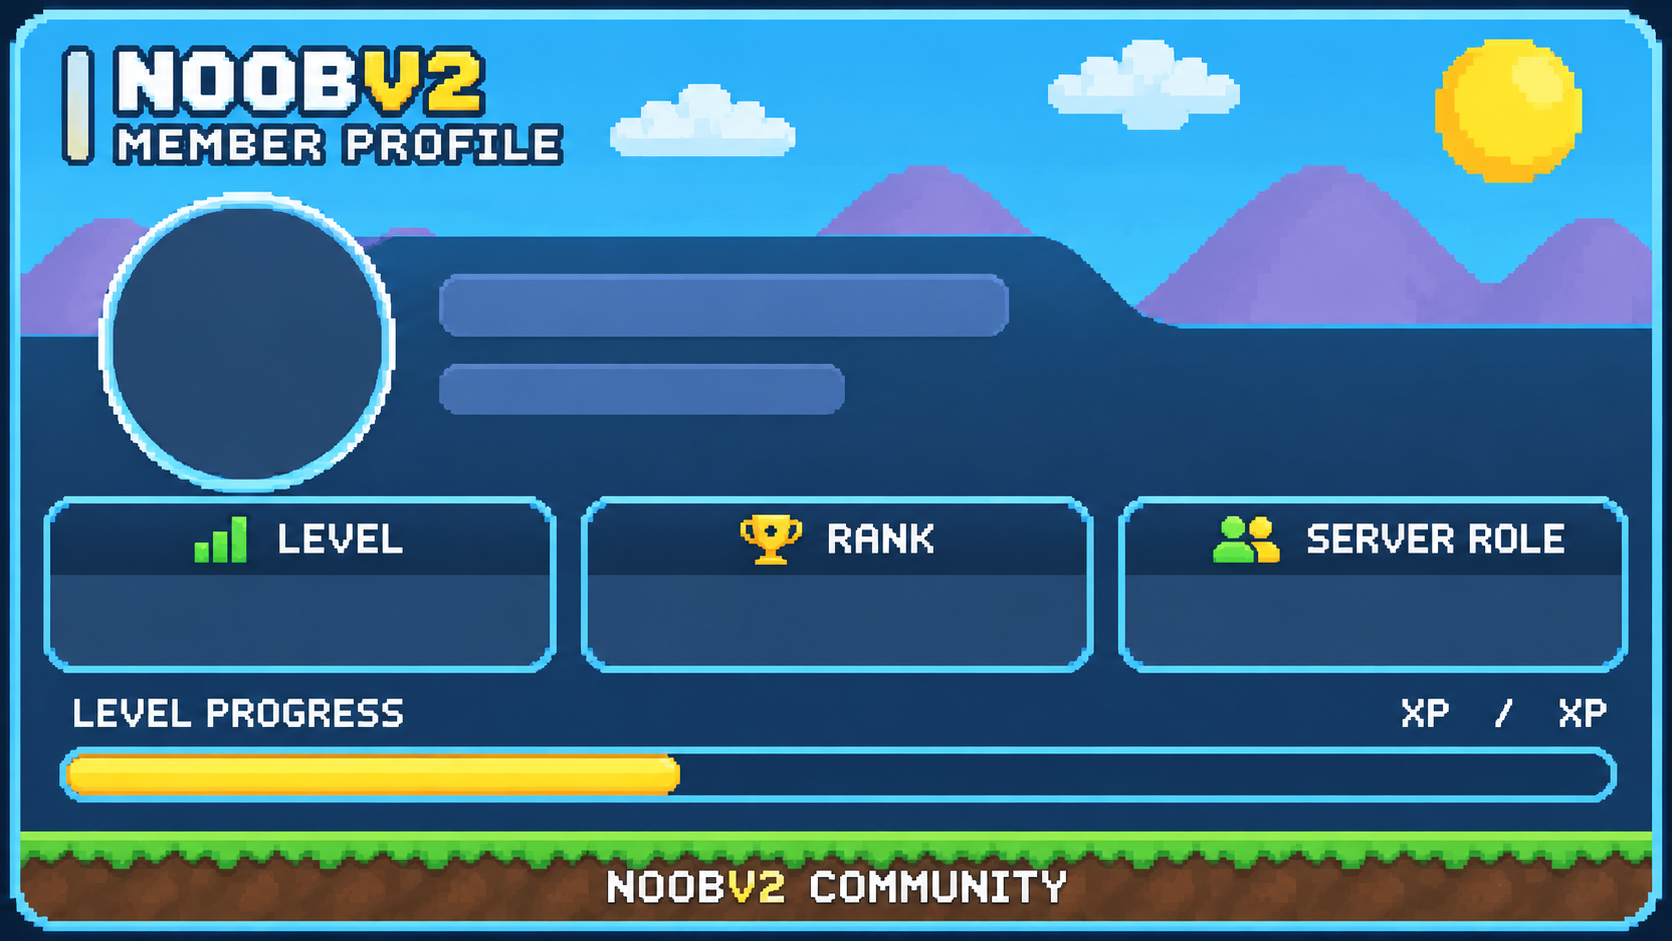 NOOBV2
MEMBER PROFILE
LEVEL
RANK
SERVER ROLE
LEVEL PROGRESS
XP / XP
NOOBV2 COMMUNITY